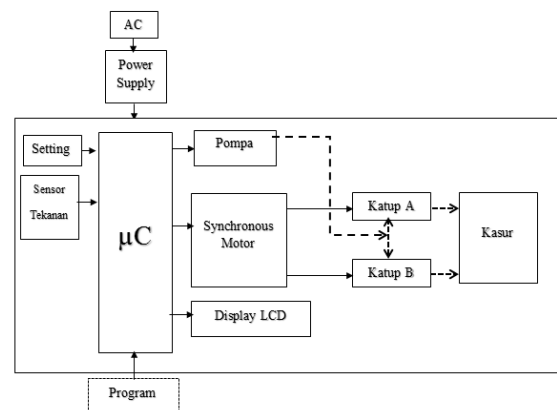 AC
Power
Supply
Setting
Sensor
Tekanan
µC
Pompa
Synchronous
Motor
Display LCD
Katup A
Katup B
Kasur
Program